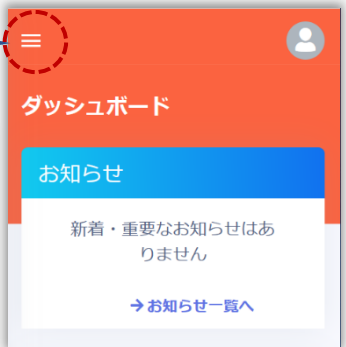 ダッシュボード
お知らせ
新着・重要なお知らせはあ
りません
→お知らせ一覧へ